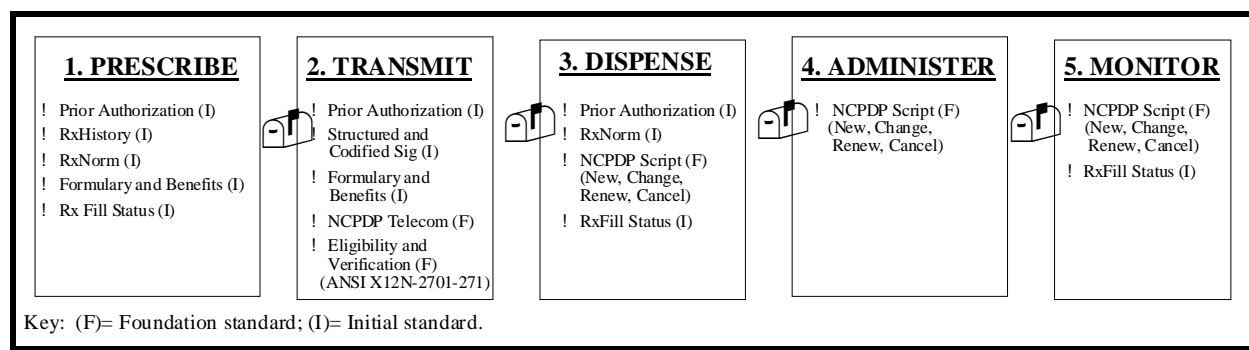 1. PRESCRIBE
! Prior Authorization (I)
! RxHistory (I)
! RxNorm (I)
! Formulary and Benefits (I)
! Rx Fill Status (I)
2. TRANSMIT
! Prior Authorization (I)
! Structured and
Codified Sig (I)
! Formulary and
Benefits (I)
! NCPDP Telecom (F)
! Eligibility and
Verification (F)
(ANSI X12N-2701-271)
3. DISPENSE
! Prior Authorization (I)
! RxNorm (I)
! NCPDP Script (F)
(New, Change,
Renew, Cancel)
! RxFill Status (I)
4. ADMINISTER
! NCPDP Script (F)
(New, Change,
Renew, Cancel)
5. MONITOR
! NCPDP Script (F)
(New, Change,
Renew, Cancel)
! RxFill Status (I)
Key: (F)= Foundation standard; (I)= Initial standard.